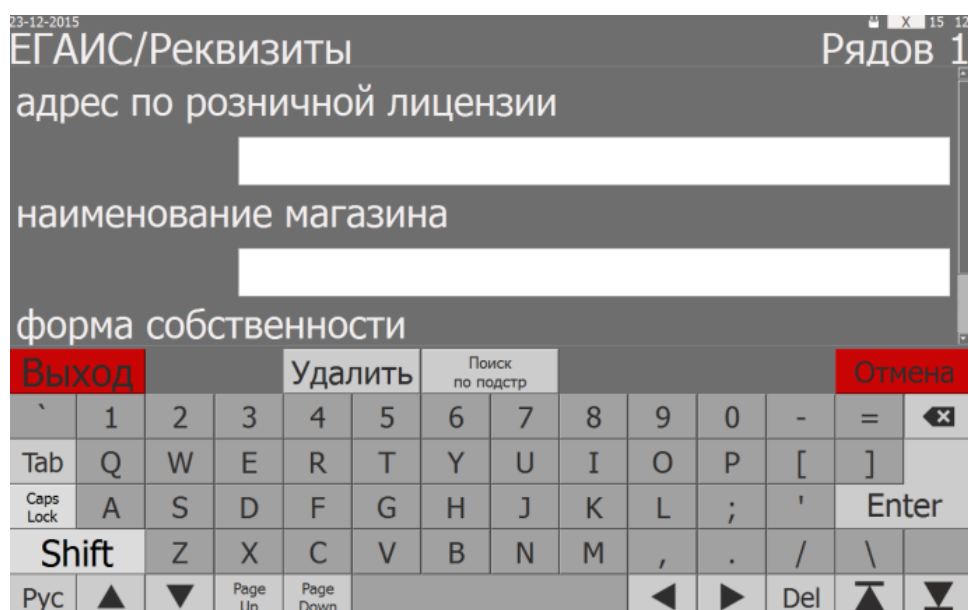 23-12-2015 X 15 12
ЕГАИС/Реквизиты Рядов 1
адрес по розничной лицензии
наименование магазина
форма собственности
Выход Удалить Поиск по подстр Отмена
` 1 2 3 4 5 6 7 8 9 0 - =
Tab Q W E R T Y U I O P [ ]
Caps Lock A S D F G H J K L ; ' Enter
Shift Z X C V B N M , . / \
Рус Page Up Page Down Del